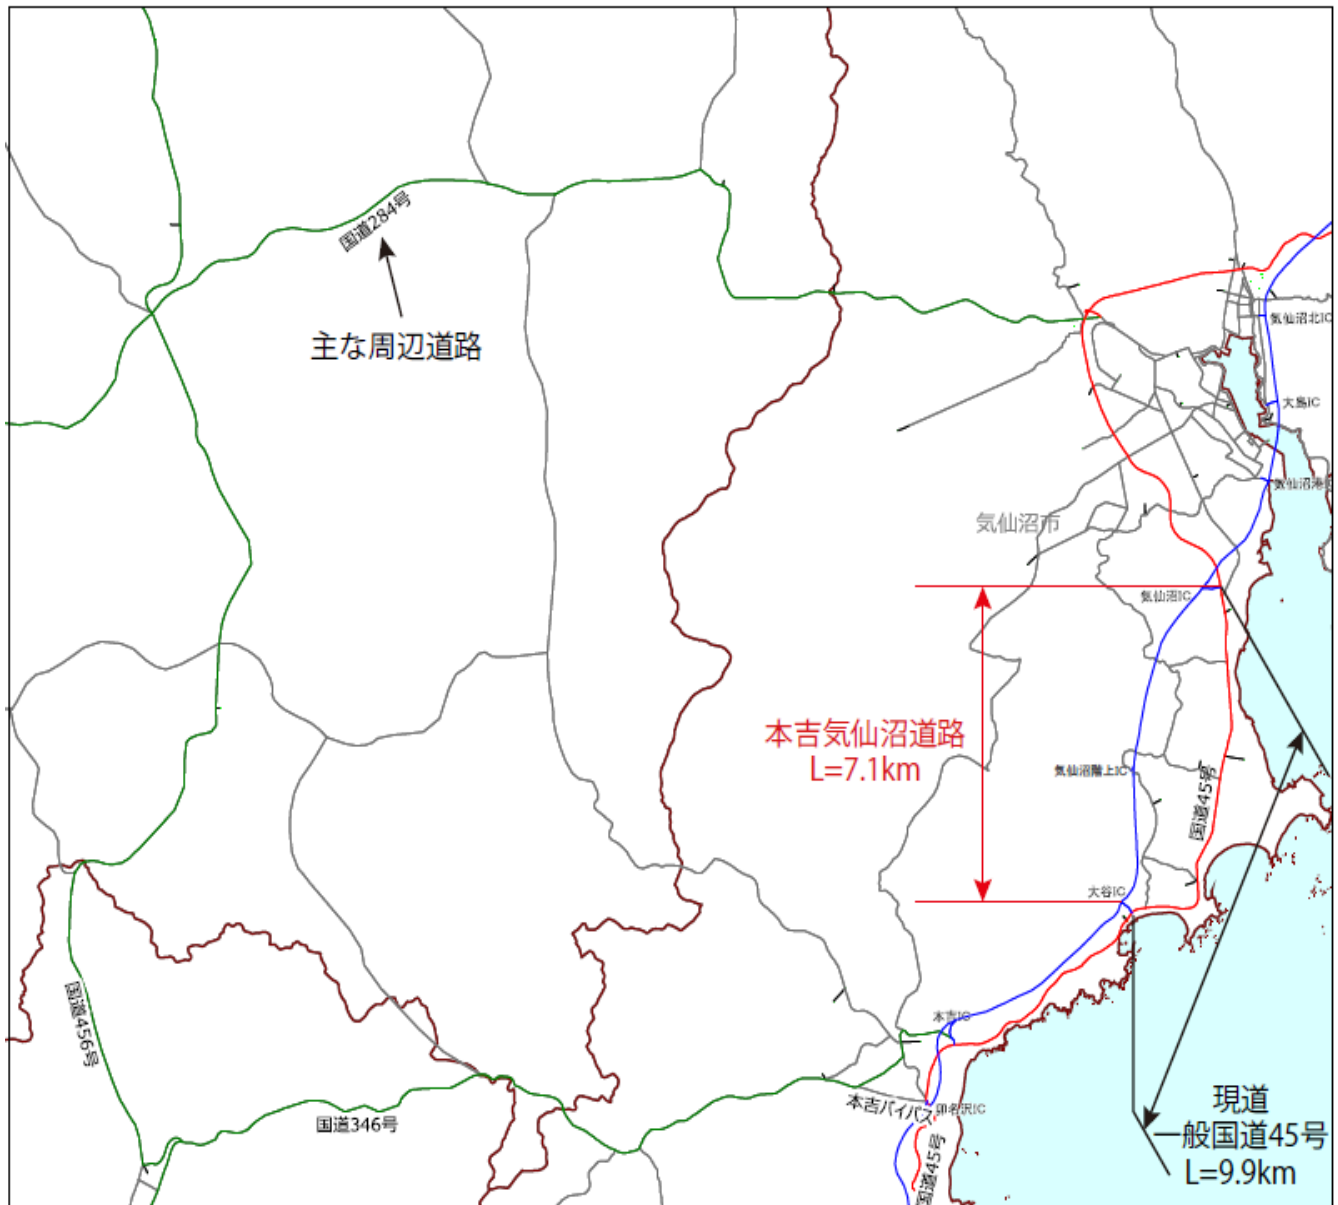 国道284号
主な周辺道路
気仙沼北IC
大島IC
気仙沼港
気仙沼市
気仙沼IC
本吉気仙沼道路
L=7.1km
気仙沼階上IC
国道45号
大谷IC
国道456号
本吉IC
国道346号
本吉バイパス
卯名沢IC
国道45号
現道
一般国道45号
L=9.9km